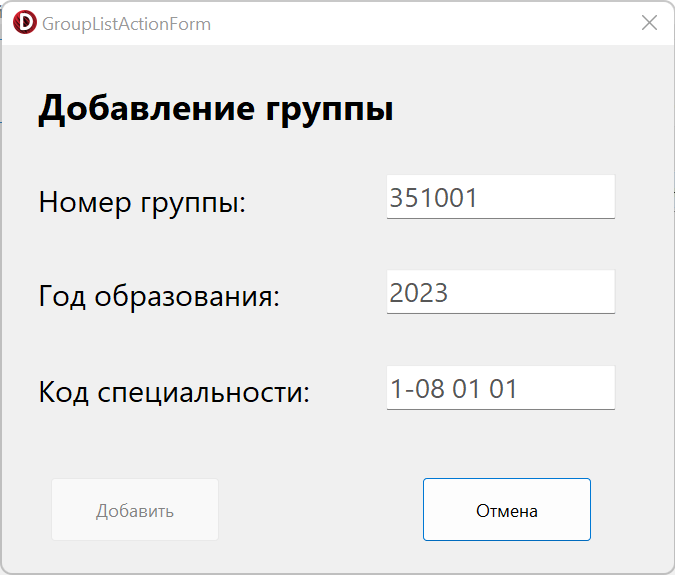 GroupListActionForm
Добавление группы
Номер группы: 351001
Год образования: 2023
Код специальности: 1-08 01 01
Добавить Отмена